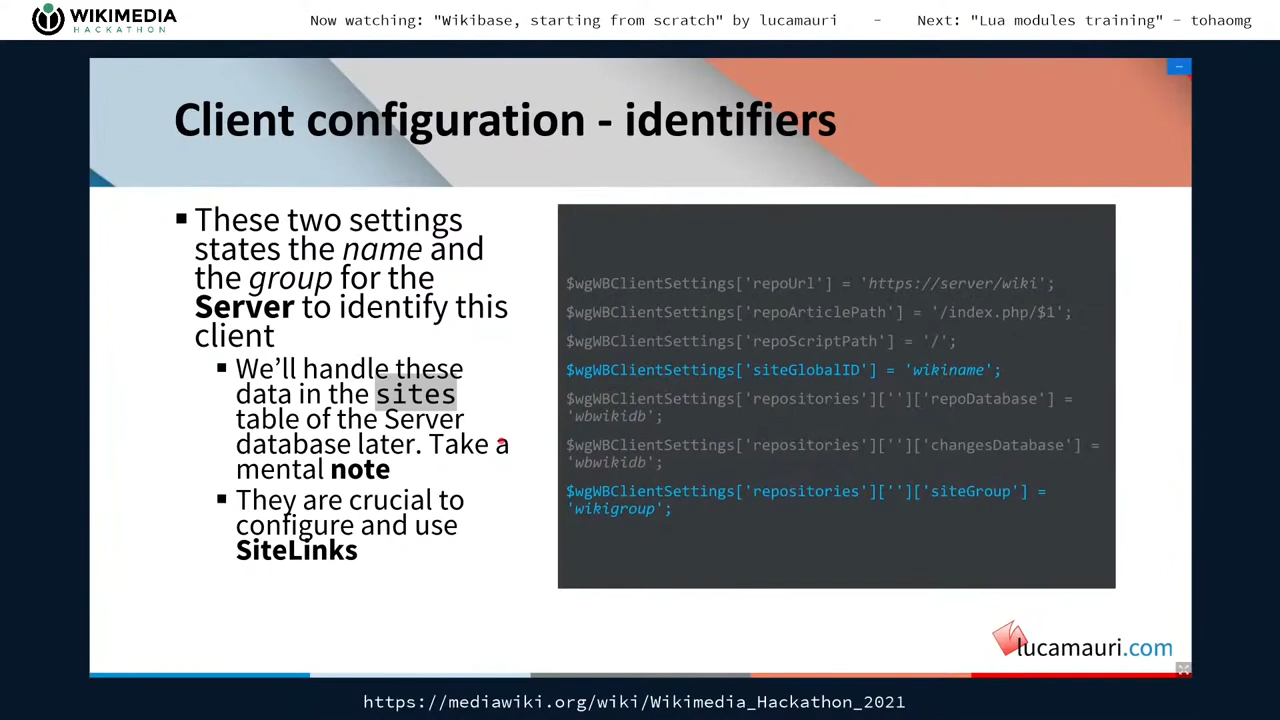 WIKIMEDIA
HACKATHON
Now watching: "Wikibase, starting from scratch" by lucamauri - Next: "Lua modules training" - tohaomg
Client configuration - identifiers
These two settings
states the name and
the group for the
Server to identify this
client
We'll handle these
data in the sites
table of the Server
database later. Take a
mental note
They are crucial to
configure and use
SiteLinks
$wgWBClientSettings['repoUrl'] = 'https://server/wiki';
$wgWBClientSettings['repoArticlePath'] = '/index.php/$1';
$wgWBClientSettings['repoScriptPath'] = '/';
$wgWBClientSettings['siteGlobalID'] = 'wikiname';
$wgWBClientSettings['repositories']['']['repoDatabase'] =
'wbwikidb';
$wgWBClientSettings['repositories']['']['changesDatabase'] =
'wbwikidb';
$wgWBClientSettings['repositories']['']['siteGroup'] =
'wikigroup';
lucamauri.com
https://mediawiki.org/wiki/Wikimedia_Hackathon_2021